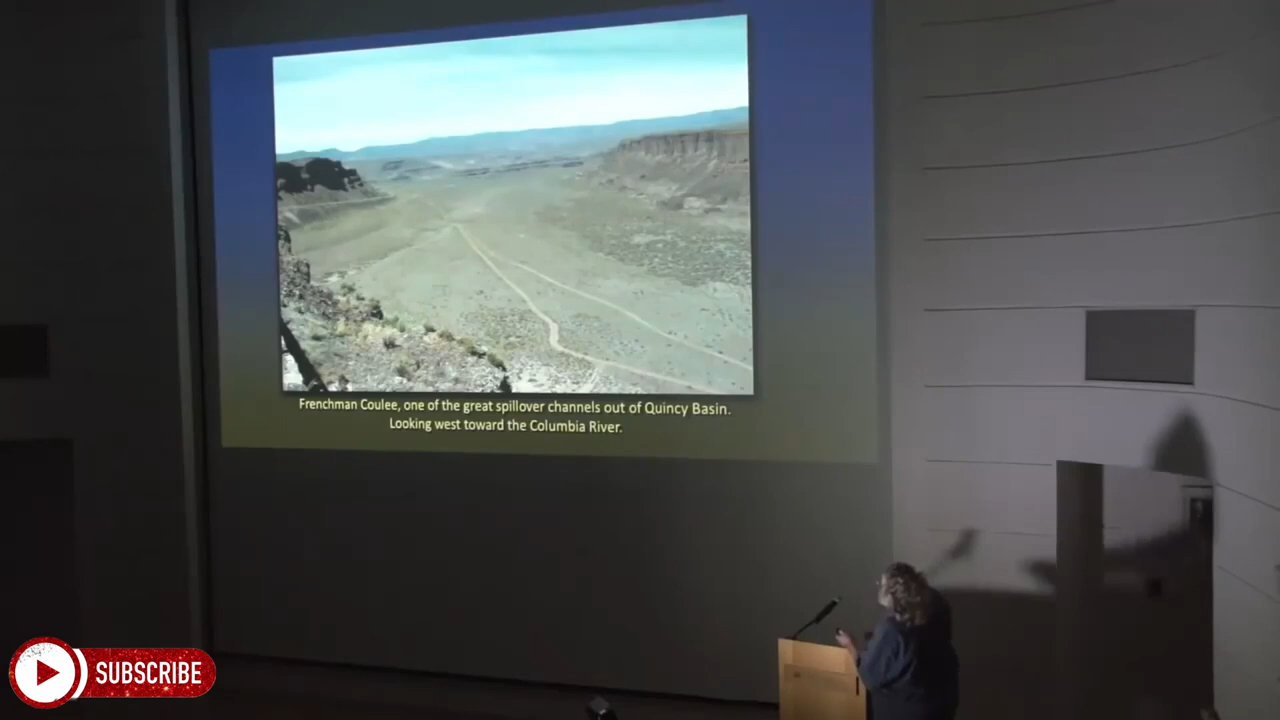 Frenchman Coulee, one of the great spillover channels out of Quincy Basin.
Looking west toward the Columbia River.
SUBSCRIBE